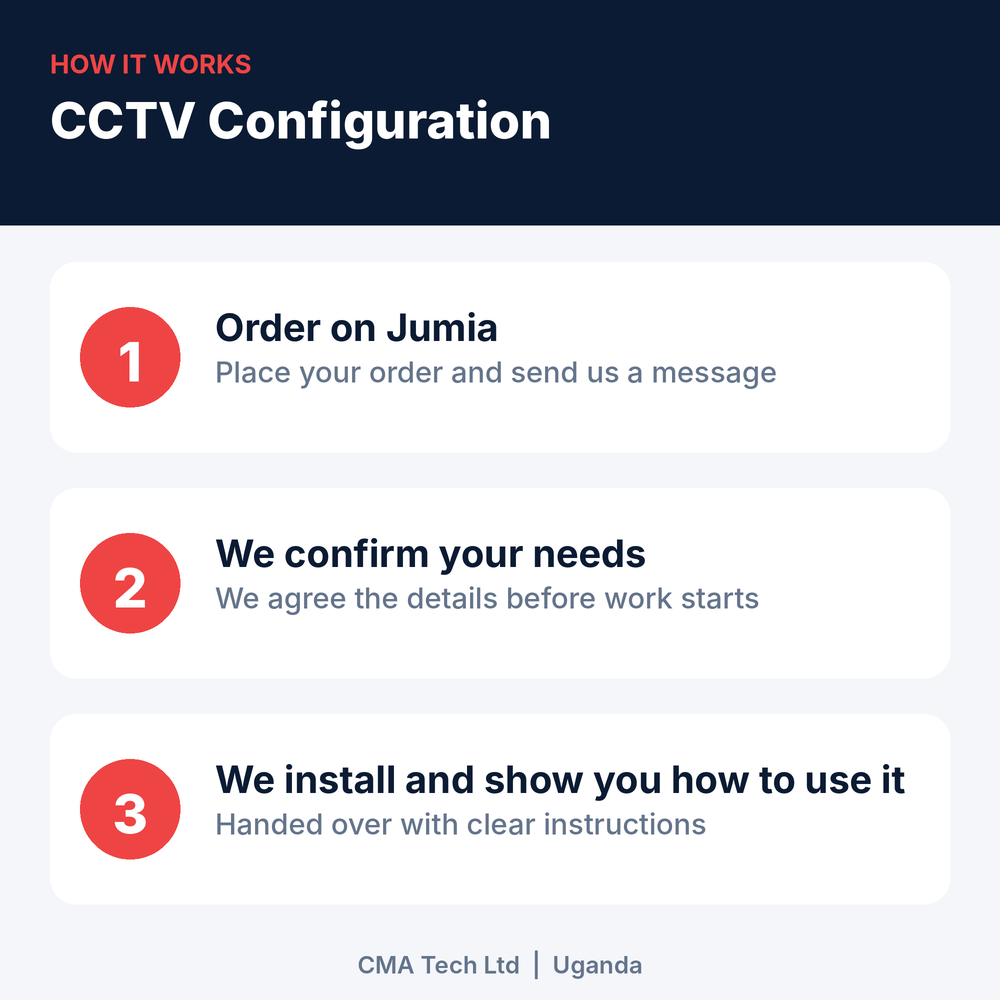 HOW IT WORKS
CCTV Configuration
1
Order on Jumia
Place your order and send us a message
2
We confirm your needs
We agree the details before work starts
3
We install and show you how to use it
Handed over with clear instructions
CMA Tech Ltd | Uganda